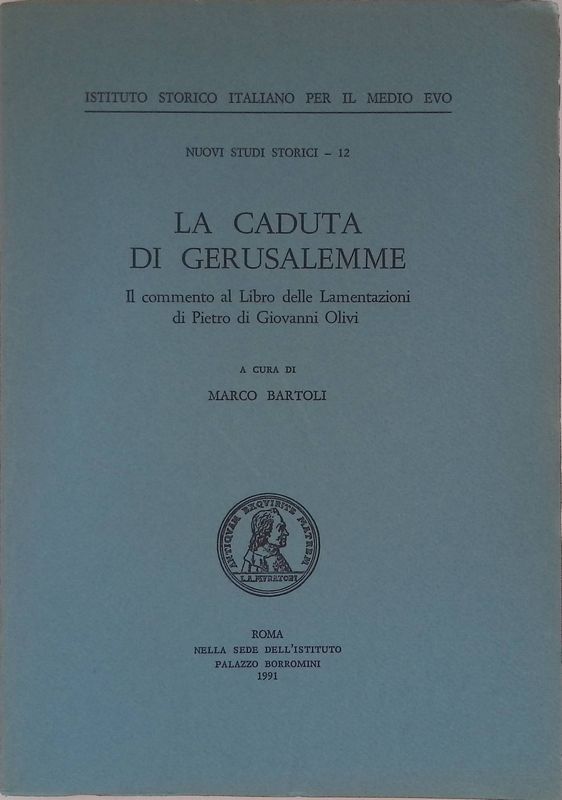 ISTITUTO STORICO ITALIANO PER IL MEDIO EVO
NUOVI STUDI STORICI - 12
LA CADUTA
DI GERUSALEMME
Il commento al Libro delle Lamentazioni
di Pietro di Giovanni Olivi
A CURA DI
MARCO BARTOLI
ANTIQVAM EXQVIRITE MATREM
L.A.MVRATORI
ROMA
NELLA SEDE DELL'ISTITUTO
PALAZZO BORROMINI
1991